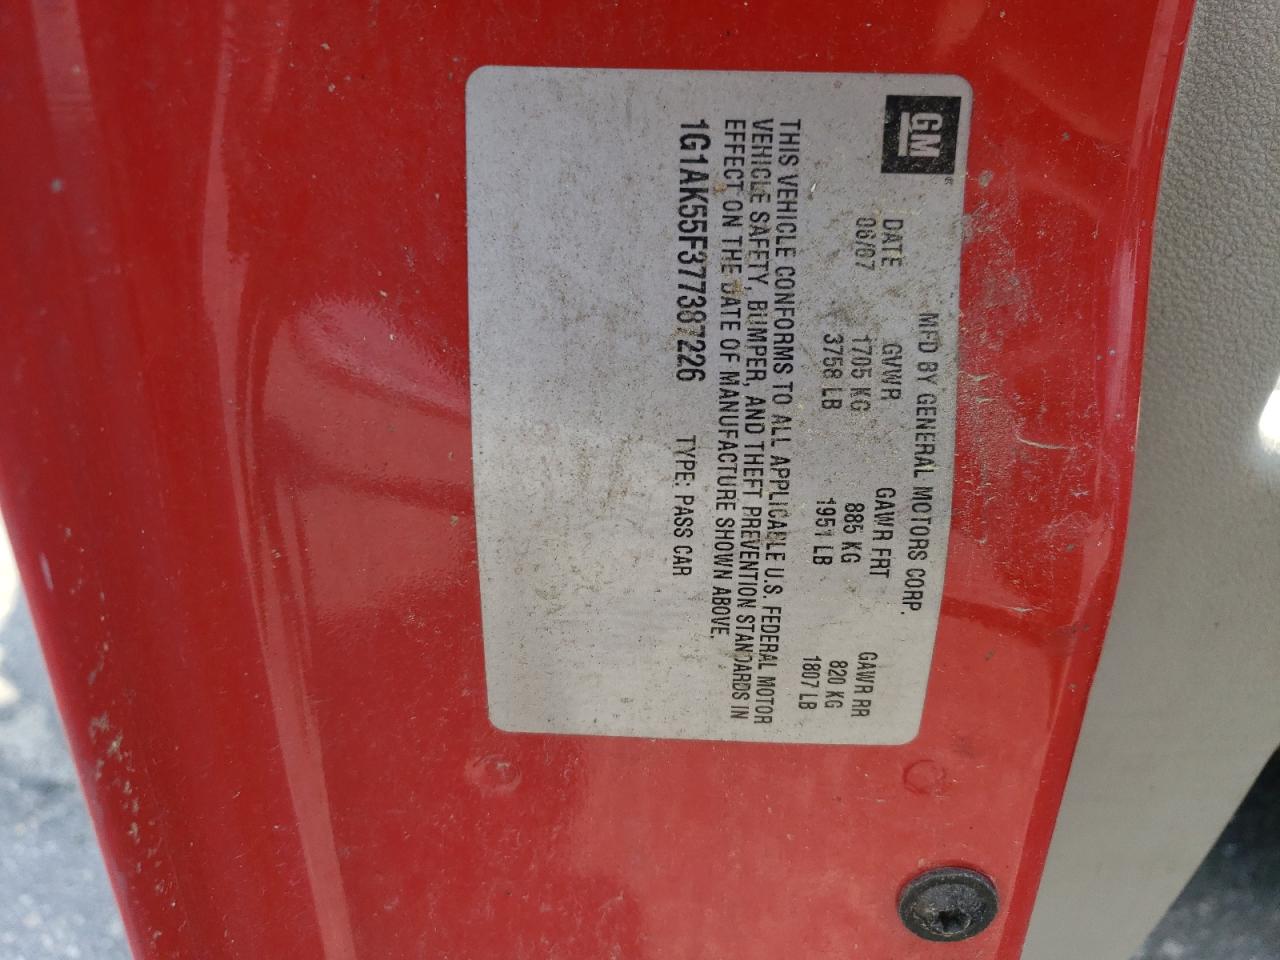 GM
MFD BY GENERAL MOTORS CORP.
DATE GVWR GAWR FRT GAWR RR
06/07 1705 KG 885 KG 820 KG
3758 LB 1951 LB 1807 LB
THIS VEHICLE CONFORMS TO ALL APPLICABLE U.S. FEDERAL MOTOR
VEHICLE SAFETY, BUMPER, AND THEFT PREVENTION STANDARDS IN
EFFECT ON THE DATE OF MANUFACTURE SHOWN ABOVE.
1G1AK55F377387226 TYPE: PASS CAR